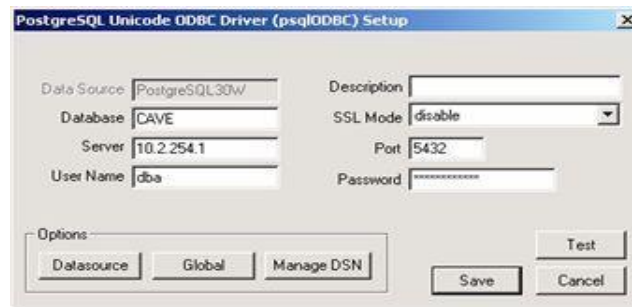 PostgreSQL Unicode ODBC Driver (psqlODBC) Setup
Data Source PostgreSQL30W
Description
Database CAVE
SSL Mode disable
Server 10.2.254.1
Port 5432
User Name dba
Password ************
Options
Datasource Global Manage DSN
Test
Save Cancel